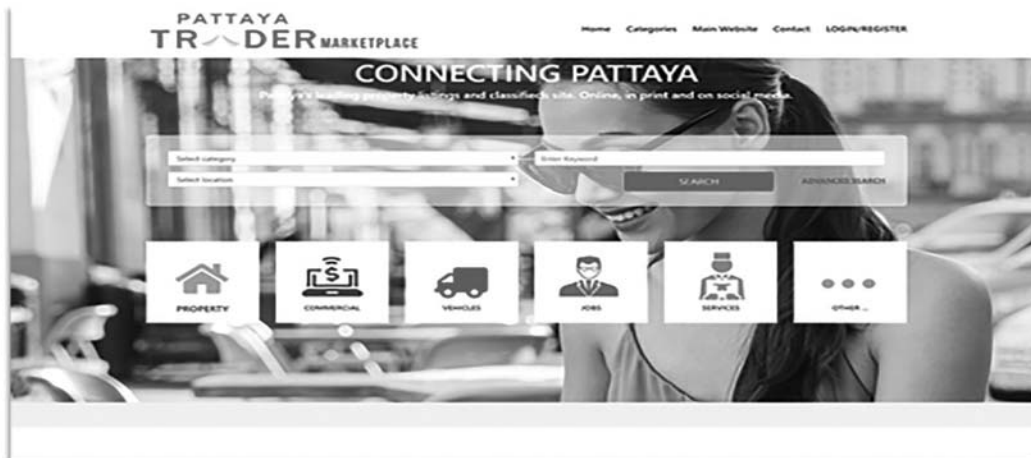 PATTAYA
TRADER MARKETPLACE
Home Categories Main Website Contact LOGIN/REGISTER
CONNECTING PATTAYA
Pattaya's leading property listings and classifieds site. Online, in print and on social media.
Select category
Enter Keyword
Select location
SEARCH
ADVANCED SEARCH
PROPERTY
COMMERCIAL
VEHICLES
JOBS
SERVICES
OTHER ...